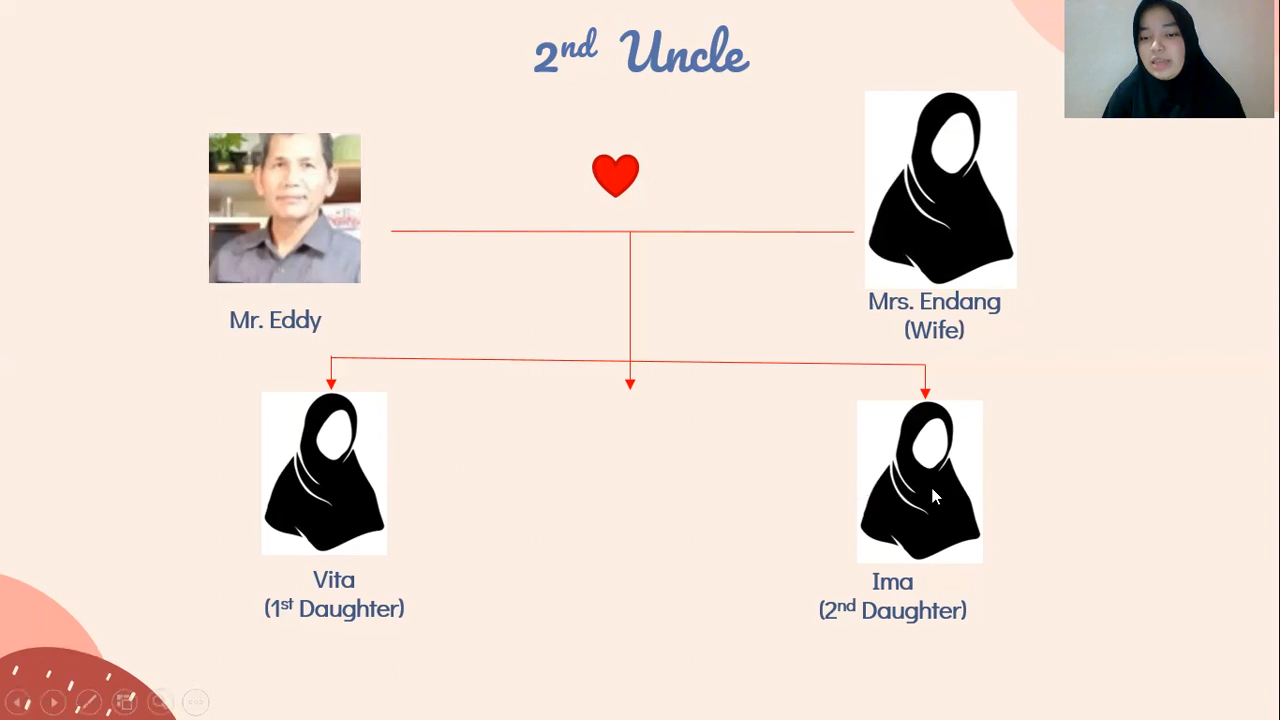 2nd Uncle
Mr. Eddy
Mrs. Endang
(Wife)
Vita
(1st Daughter)
Ima
(2nd Daughter)